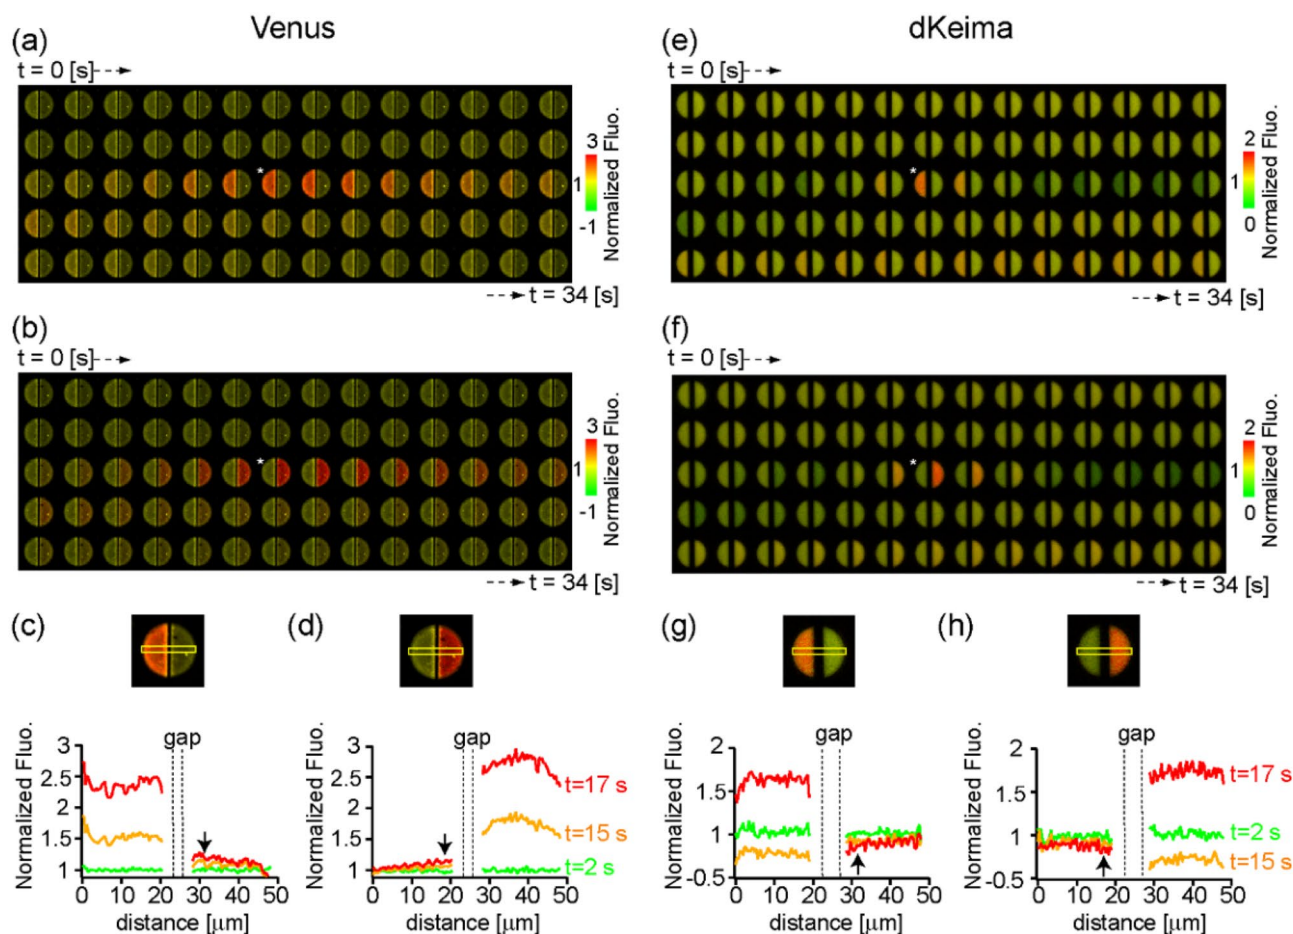 Venus
dKeima
(a)
t = 0 [s]
3
1
-1
Normalized Fluo.
*
t = 34 [s]
(b)
t = 0 [s]
3
1
-1
Normalized Fluo.
*
t = 34 [s]
(e)
t = 0 [s]
2
1
0
Normalized Fluo.
*
t = 34 [s]
(f)
t = 0 [s]
2
1
0
Normalized Fluo.
*
t = 34 [s]
(c)
Normalized Fluo.
3
2.5
2
1.5
1
gap
0 10 20 30 40 50
distance [μm]
(d)
Normalized Fluo.
3
2.5
2
1.5
1
gap
t=17 s
t=15 s
t=2 s
0 10 20 30 40 50
distance [μm]
(g)
Normalized Fluo.
2
1.5
1
-0.5
gap
0 10 20 30 40 50
distance [μm]
(h)
Normalized Fluo.
2
1.5
1
-0.5
gap
t=17 s
t=2 s
t=15 s
0 10 20 30 40 50
distance [μm]